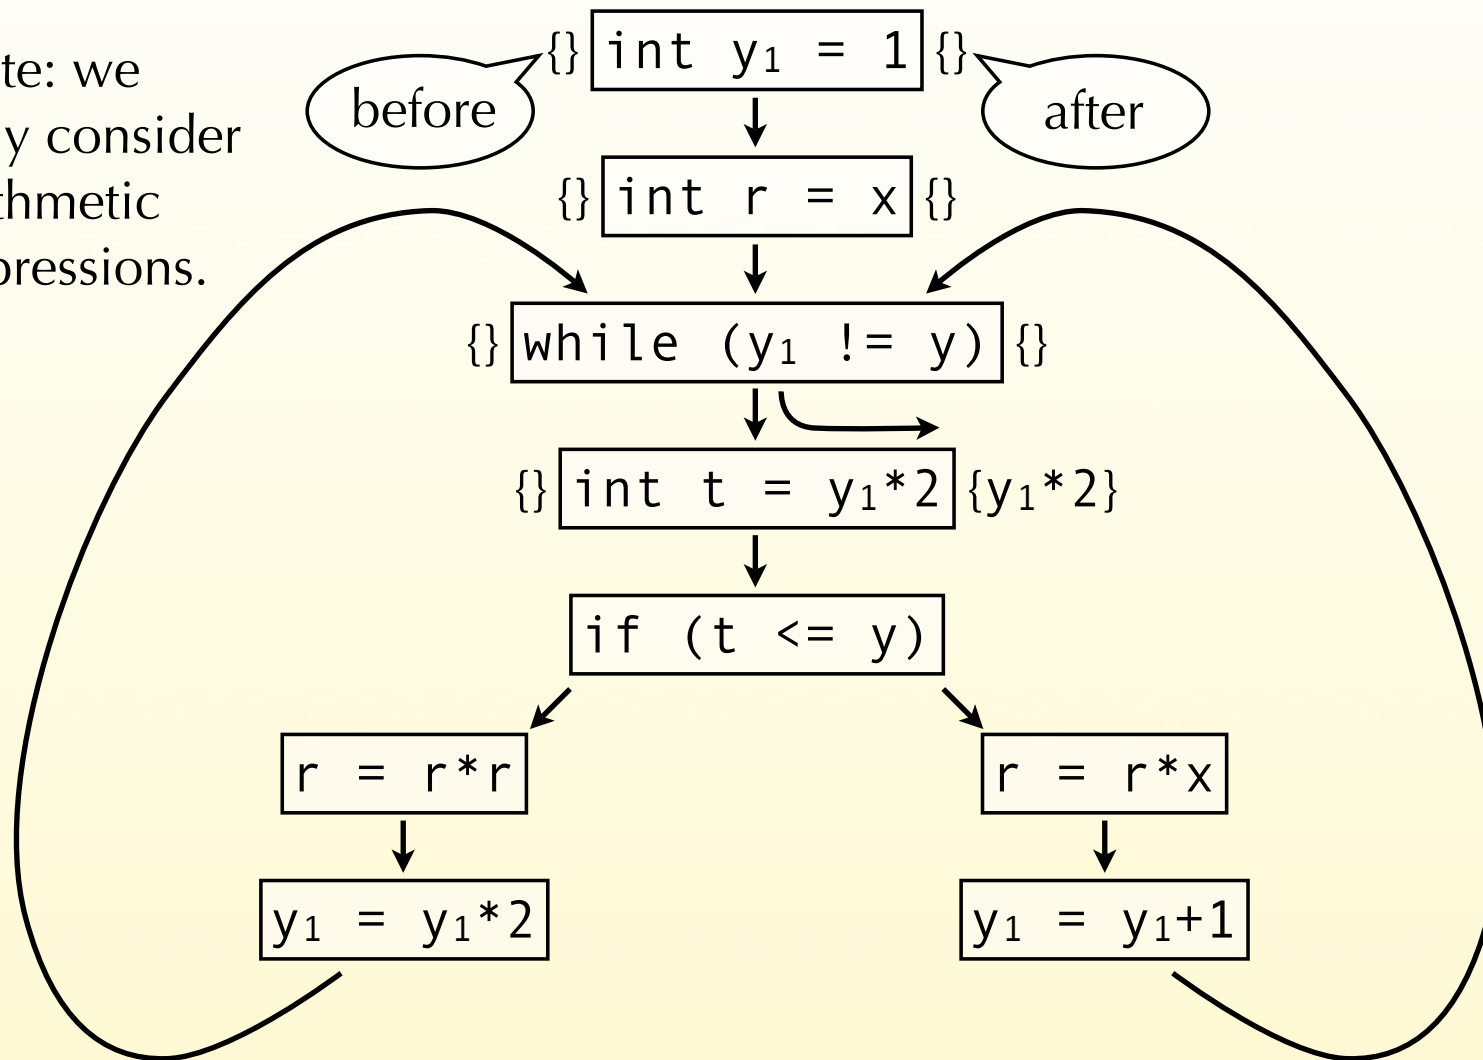 te: we
y consider
thmetic
pressions.
before
{} int y₁ = 1 {}
after
{} int r = x {}
{} while (y₁ != y) {}
{} int t = y₁*2 {y₁*2}
if (t <= y)
r = r*r
r = r*x
y₁ = y₁*2
y₁ = y₁+1